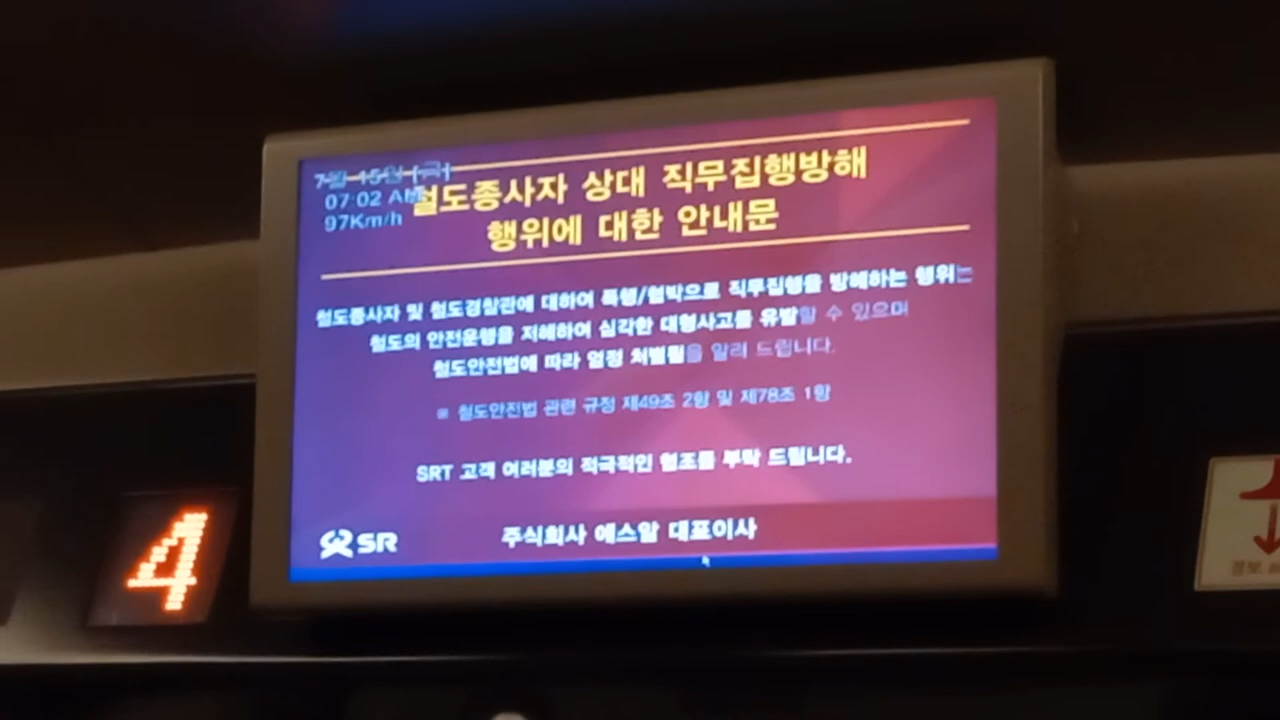 7월 15일 [금]
07:02 AM
97Km/h
철도종사자 상대 직무집행방해
행위에 대한 안내문
철도종사자 및 철도경찰관에 대하여 폭행/협박으로 직무집행을 방해하는 행위는
철도의 안전운행을 저해하여 심각한 대형사고를 유발할 수 있으며
철도안전법에 따라 엄정 처벌됨을 알려 드립니다.
※ 철도안전법 관련 규정 제49조 2항 및 제78조 1항
SRT 고객 여러분의 적극적인 협조를 부탁 드립니다.
SR
주식회사 에스알 대표이사
4
경보